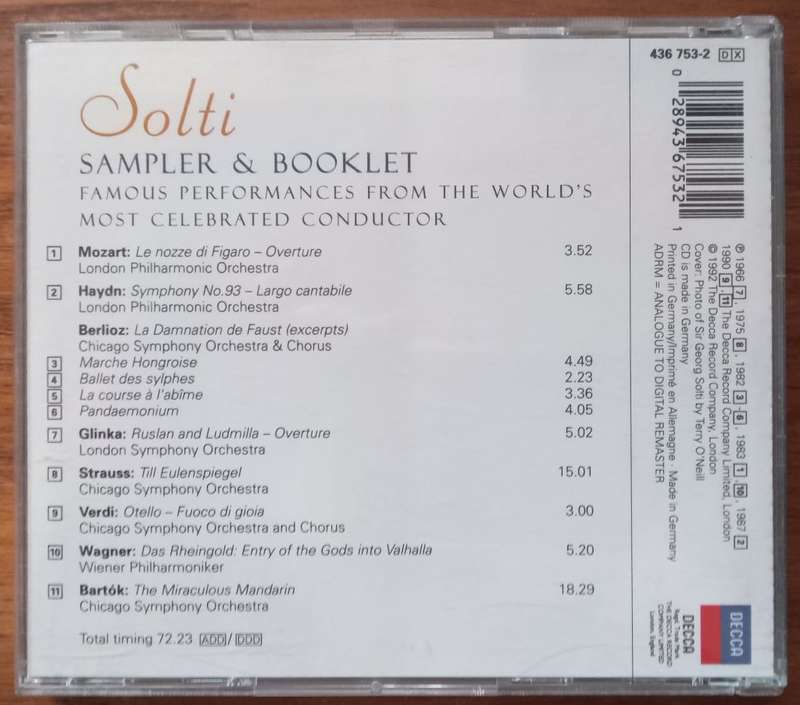 Solti
SAMPLER & BOOKLET
FAMOUS PERFORMANCES FROM THE WORLD'S
MOST CELEBRATED CONDUCTOR
1 Mozart: Le nozze di Figaro – Overture 3.52
London Philharmonic Orchestra
2 Haydn: Symphony No.93 – Largo cantabile 5.58
London Philharmonic Orchestra
Berlioz: La Damnation de Faust (excerpts)
Chicago Symphony Orchestra & Chorus
3 Marche Hongroise 4.49
4 Ballet des sylphes 2.23
5 La course à l'abîme 3.36
6 Pandaemonium 4.05
7 Glinka: Ruslan and Ludmilla – Overture 5.02
London Symphony Orchestra
8 Strauss: Till Eulenspiegel 15.01
Chicago Symphony Orchestra
9 Verdi: Otello – Fuoco di gioia 3.00
Chicago Symphony Orchestra and Chorus
10 Wagner: Das Rheingold: Entry of the Gods into Valhalla 5.20
Wiener Philharmoniker
11 Bartók: The Miraculous Mandarin 18.29
Chicago Symphony Orchestra
Total timing 72.23 ADD / DDD
436 753-2 DX
0 28943 67532 1
℗ 1966 7, 1975 8, 1982 3-6, 1983 1, 10, 1987 2
1990 9, 11 The Decca Record Company Limited, London
© 1992 The Decca Record Company, London
Cover: Photo of Sir Georg Solti by Terry O'Neill
CD is made in Germany
Printed in Germany/Imprimé en Allemagne · Made in Germany
ADRM = ANALOGUE TO DIGITAL REMASTER
DECCA
DECCA
Regd. Trade Mark
THE DECCA RECORD
COMPANY LIMITED
London, England